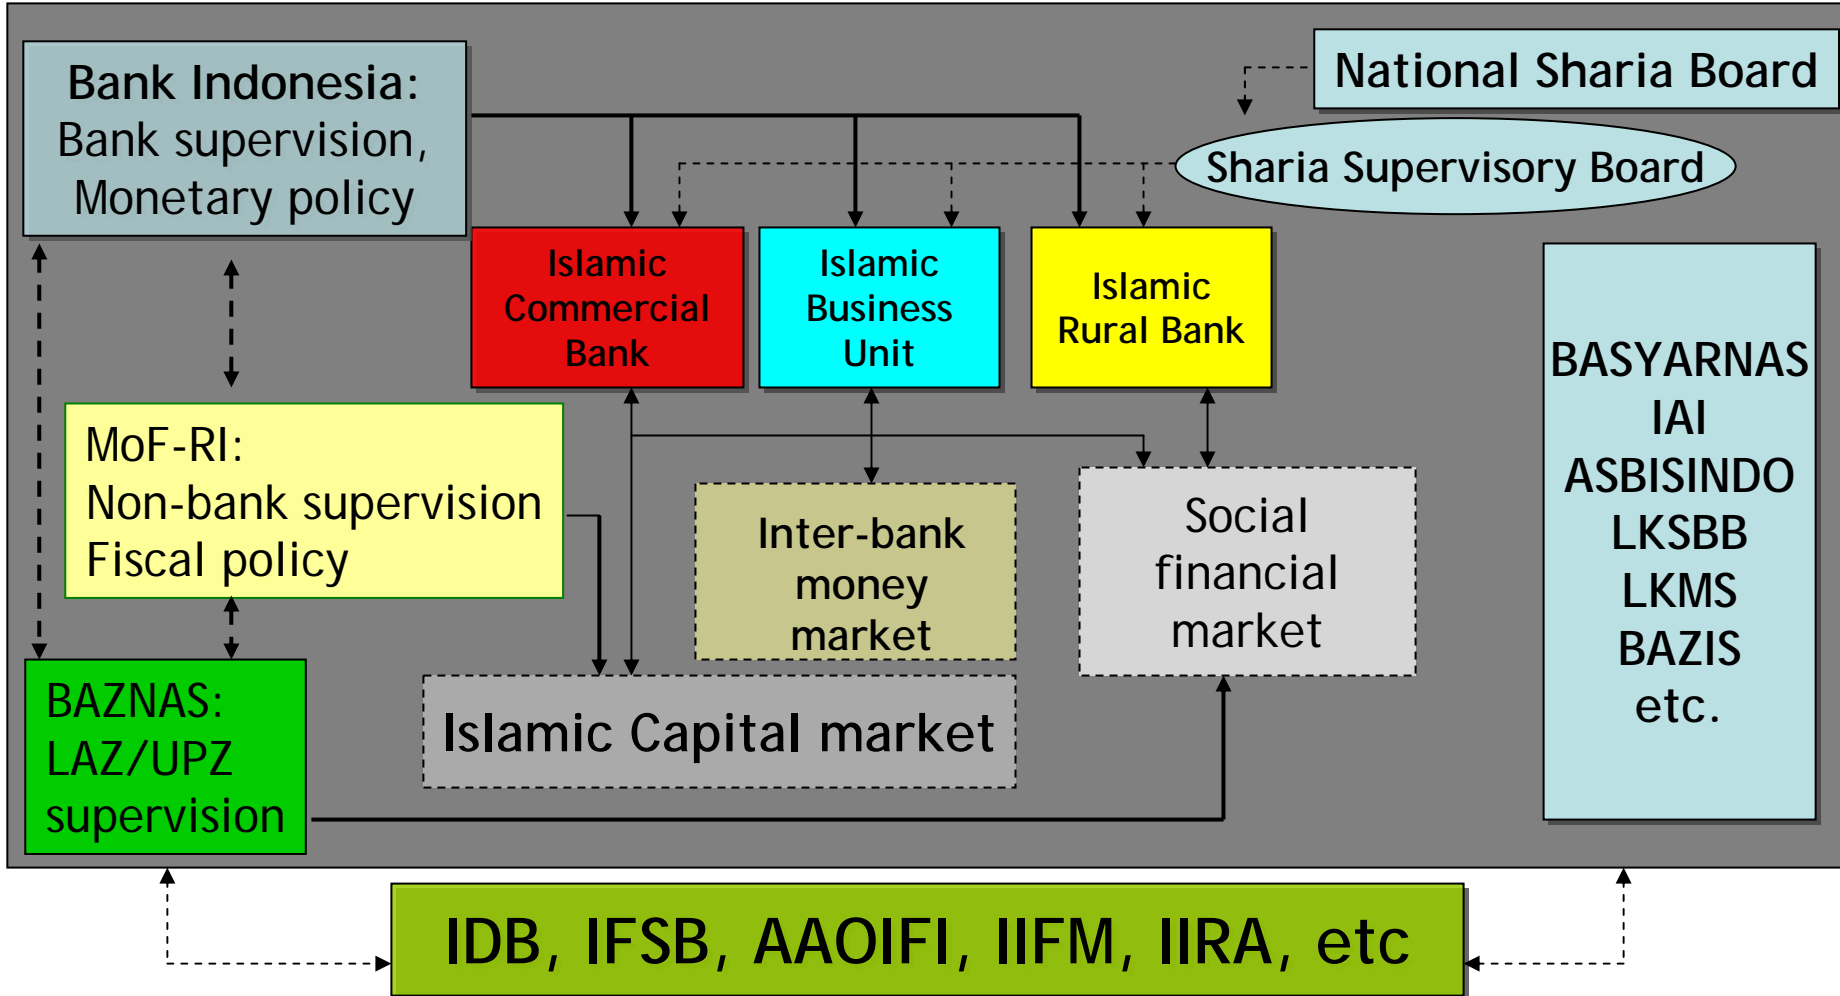 Bank Indonesia:
Bank supervision,
Monetary policy
National Sharia Board
Sharia Supervisory Board
Islamic
Commercial
Bank
Islamic
Business
Unit
Islamic
Rural Bank
BASYARNAS
IAI
ASBISINDO
LKSBB
LKMS
BAZIS
etc.
MoF-RI:
Non-bank supervision
Fiscal policy
Inter-bank
money
market
Social
financial
market
BAZNAS:
LAZ/UPZ
supervision
Islamic Capital market
IDB, IFSB, AAOIFI, IIFM, IIRA, etc